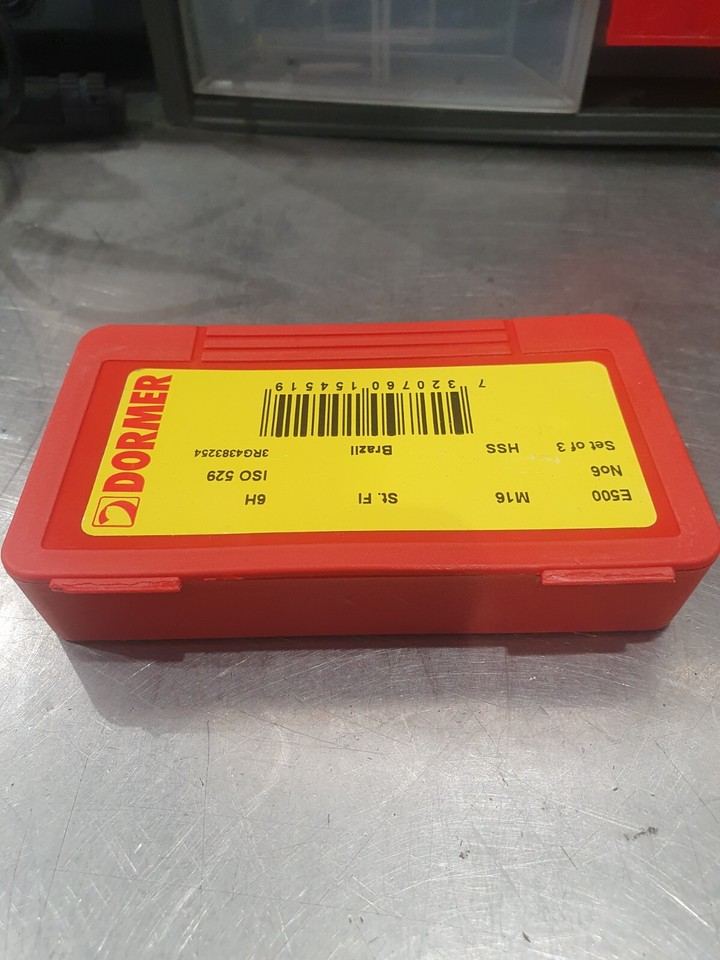 E500 M16 St. Fl 6H
No6 ISO 529
Set of 3 HSS Brazil 3RG4383254
7 320760 154519
DORMER